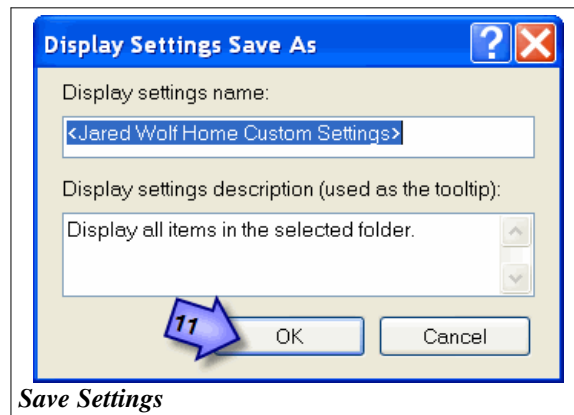 Display Settings Save As
Display settings name:
<Jared Wolf Home Custom Settings>
Display settings description (used as the tooltip):
Display all items in the selected folder.
11
OK
Cancel
Save Settings